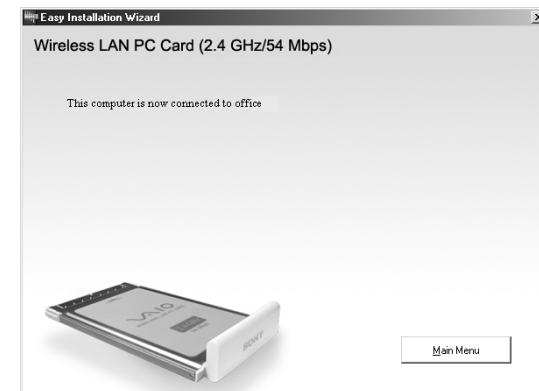 Easy Installation Wizard
Wireless LAN PC Card (2.4 GHz/54 Mbps)
This computer is now connected to office
VAIO
SONY
Main Menu